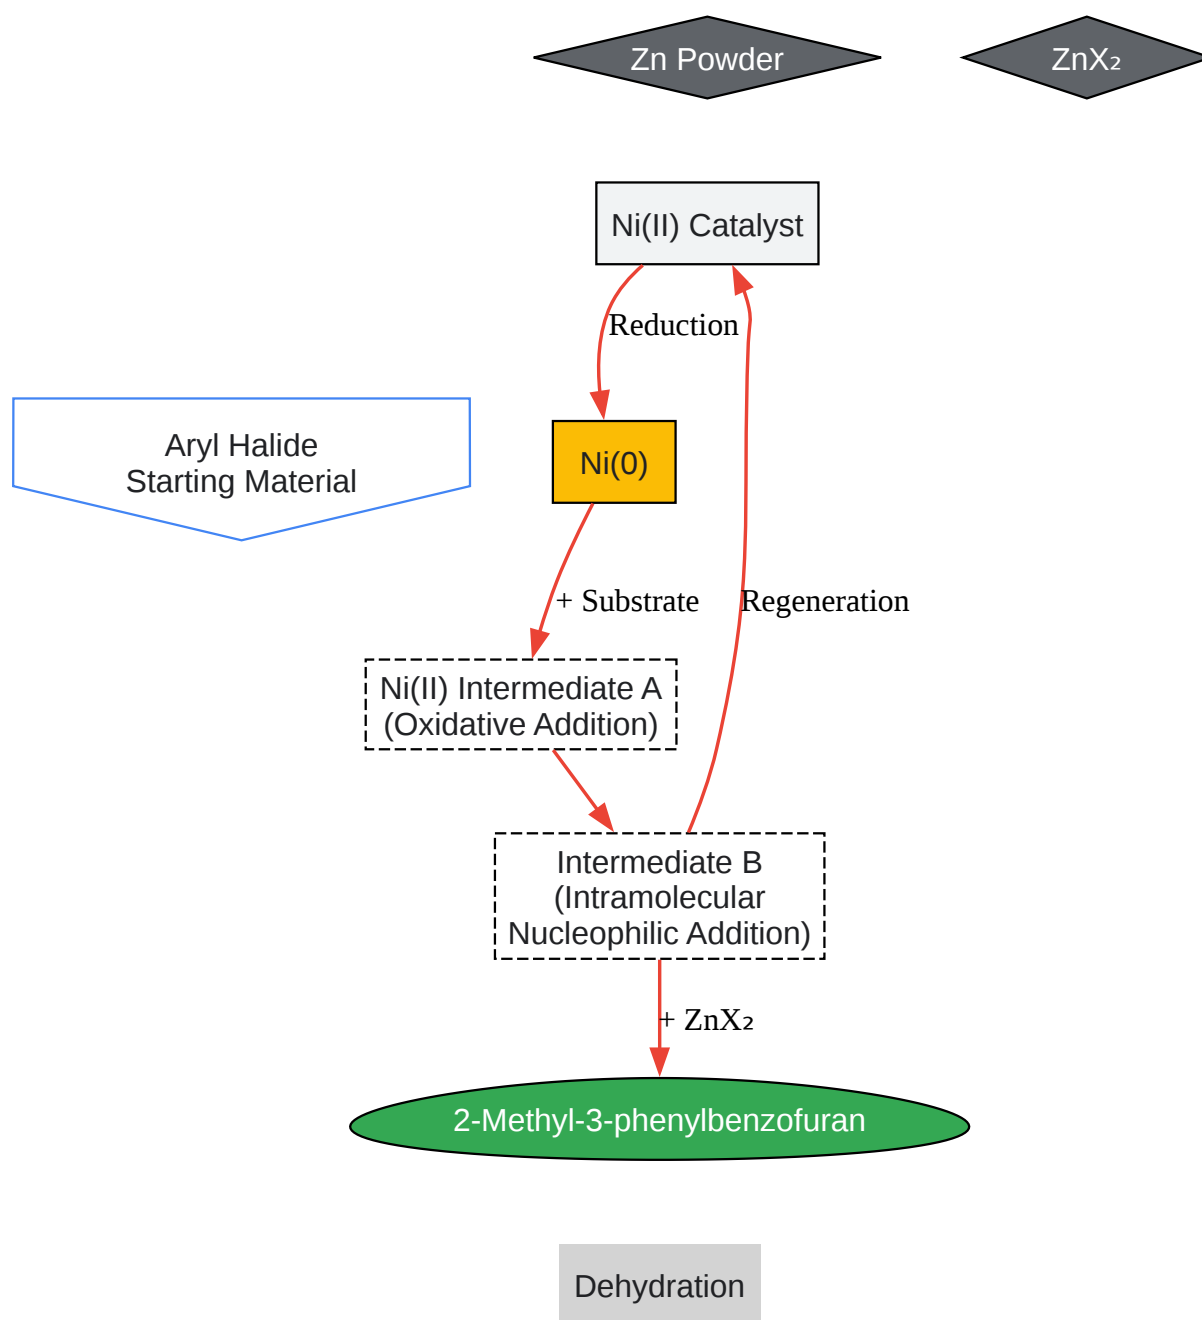 Zn Powder
ZnX₂
Ni(II) Catalyst
Reduction
Aryl Halide
Starting Material
Ni(0)
+ Substrate
Regeneration
Ni(II) Intermediate A
(Oxidative Addition)
Intermediate B
(Intramolecular
Nucleophilic Addition)
+ ZnX₂
2-Methyl-3-phenylbenzofuran
Dehydration